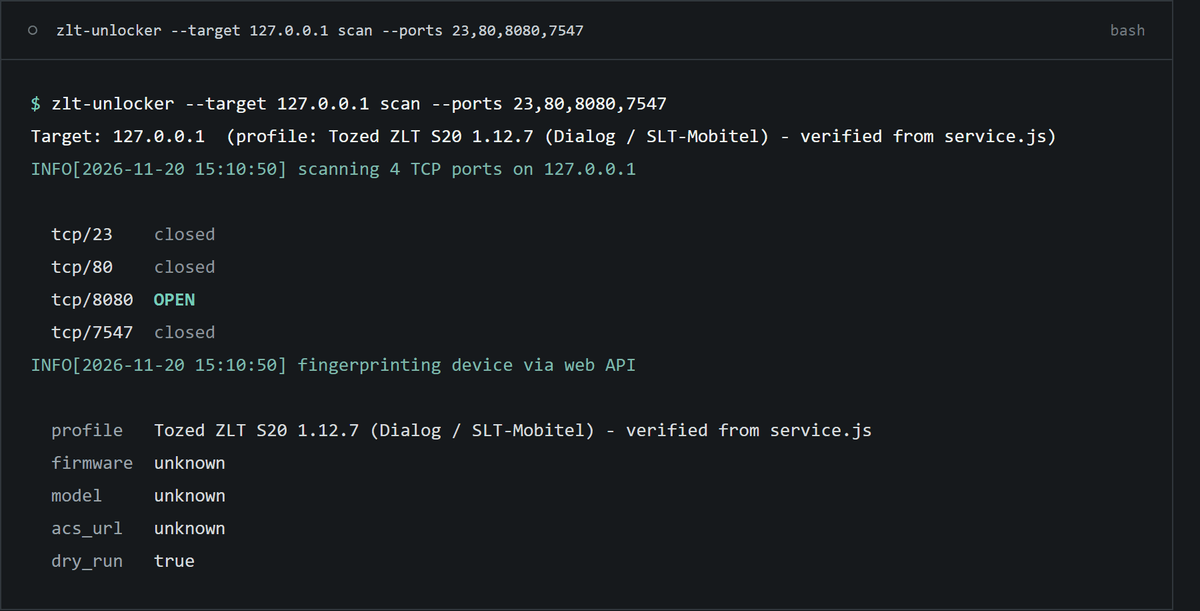 zlt-unlocker --target 127.0.0.1 scan --ports 23,80,8080,7547 bash
$ zlt-unlocker --target 127.0.0.1 scan --ports 23,80,8080,7547
Target: 127.0.0.1  (profile: Tozed ZLT S20 1.12.7 (Dialog / SLT-Mobitel) - verified from service.js)
INFO[2026-11-20 15:10:50] scanning 4 TCP ports on 127.0.0.1
tcp/23    closed
tcp/80    closed
tcp/8080  OPEN
tcp/7547  closed
INFO[2026-11-20 15:10:50] fingerprinting device via web API
profile   Tozed ZLT S20 1.12.7 (Dialog / SLT-Mobitel) - verified from service.js
firmware  unknown
model     unknown
acs_url   unknown
dry_run   true